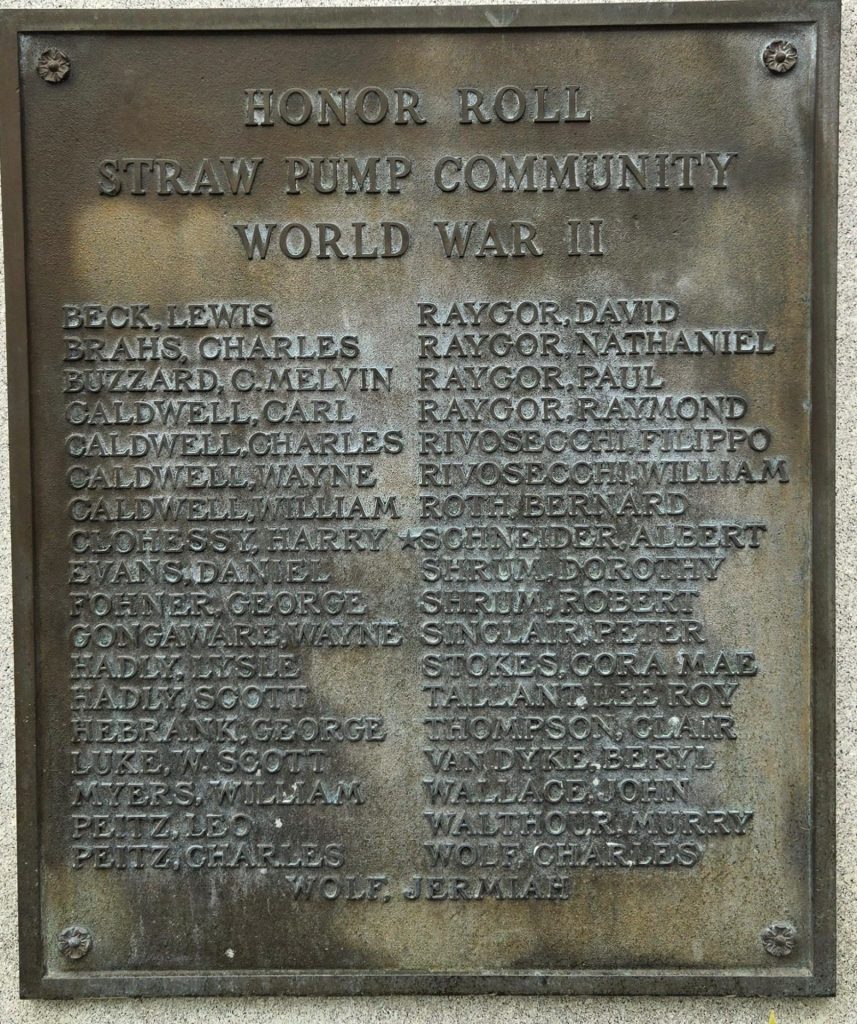 HONOR ROLL
STRAW PUMP COMMUNITY
WORLD WAR II
BECK, LEWIS
BRAHS, CHARLES
BUZZARD, C. MELVIN
CALDWELL, CARL
CALDWELL, CHARLES
CALDWELL, WAYNE
CALDWELL, WILLIAM
CLOHESSY, HARRY
EVANS, DANIEL
FOHNER, GEORGE
GONGAWARE, WAYNE
HADLY, LYSLE
HADLY, SCOTT
HEBRANK, GEORGE
LUKE, W. SCOTT
MYERS, WILLIAM
PEITZ, LEO
PEITZ, CHARLES
RAYGOR, DAVID
RAYGOR, NATHANIEL
RAYGOR, PAUL
RAYGOR, RAYMOND
RIVOSECCHI, FILIPPO
RIVOSECCHI, WILLIAM
ROTH, BERNARD
★SCHNEIDER, ALBERT
SHRUM, DOROTHY
SHRUM, ROBERT
SINCLAIR, PETER
STOKES, CORA MAE
TALLANT, LEE ROY
THOMPSON, CLAIR
VAN DYKE, BERYL
WALLACE, JOHN
WALTHOUR, MURRY
WOLF, CHARLES
WOLF, JERMIAH